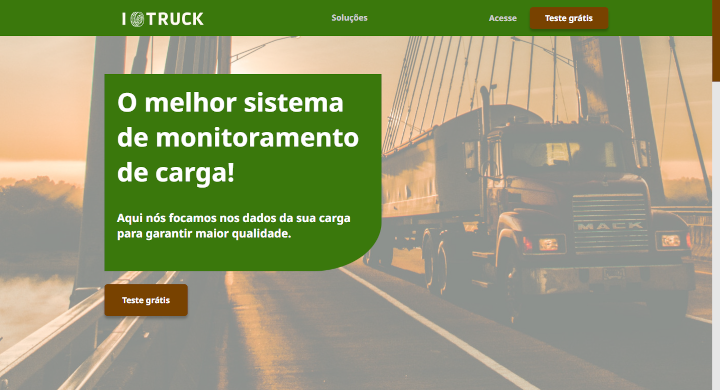 IOTRUCK
Soluções
Acesse
Teste grátis
O melhor sistema
de monitoramento
de carga!
Aqui nós focamos nos dados da sua carga
para garantir maior qualidade.
Teste grátis
MACK